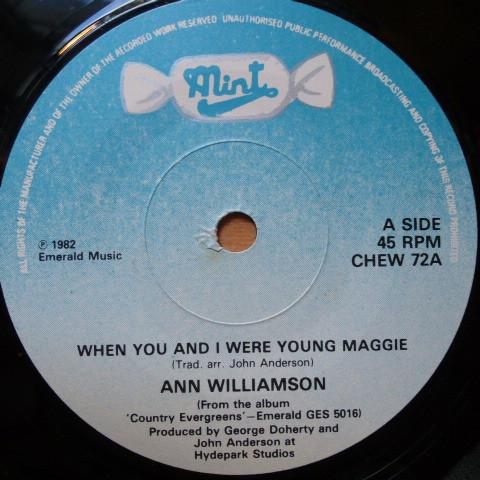 ALL RIGHTS OF THE MANUFACTURER AND OF THE OWNER OF THE RECORDED WORK RESERVED UNAUTHORISED PUBLIC PERFORMANCE BROADCASTING AND COPYING OF THIS RECORD PROHIBITED
Mint
A SIDE
℗ 1982
45 RPM
Emerald Music
CHEW 72A
WHEN YOU AND I WERE YOUNG MAGGIE
(Trad. arr. John Anderson)
ANN WILLIAMSON
(From the album
'Country Evergreens'—Emerald GES 5016)
Produced by George Doherty and
John Anderson at
Hydepark Studios